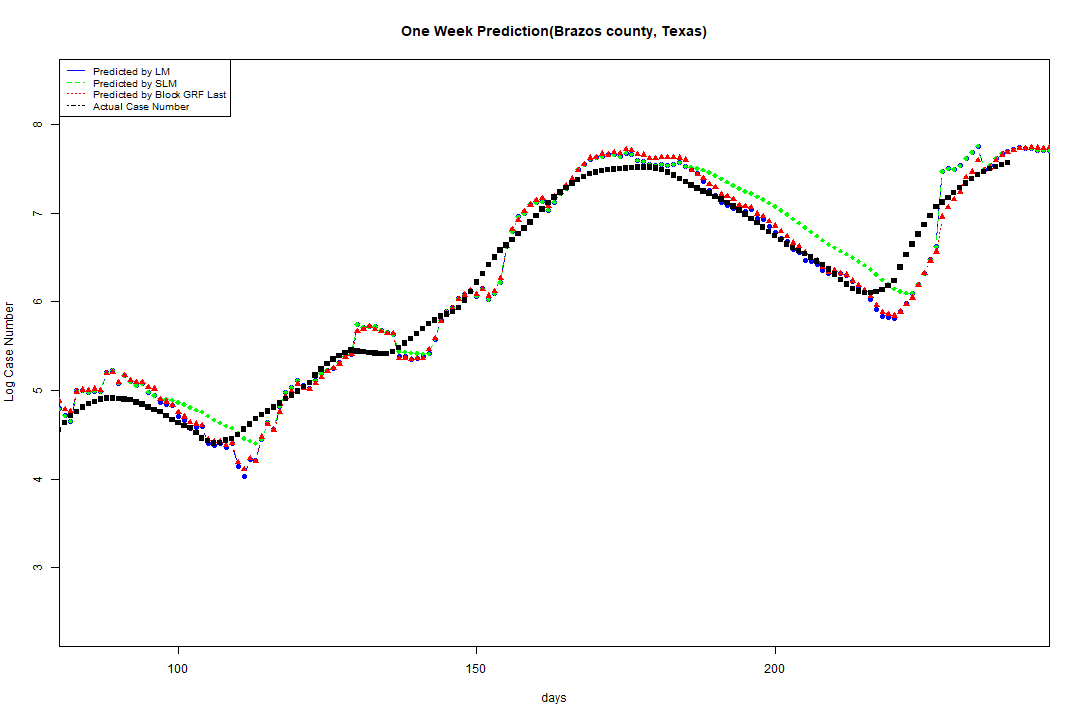 One Week Prediction(Brazos county, Texas)
Predicted by LM
Predicted by SLM
Predicted by Block GRF Last
Actual Case Number
8
7
6
5
4
3
Log Case Number
100
150
200
days